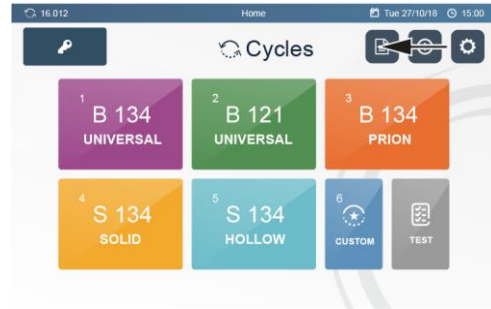 16.012 Home Tue 27/10/18 15:00
Cycles
1 2 3
B 134 B 121 B 134
UNIVERSAL UNIVERSAL PRION
4 5 6
S 134 S 134
SOLID HOLLOW CUSTOM TEST